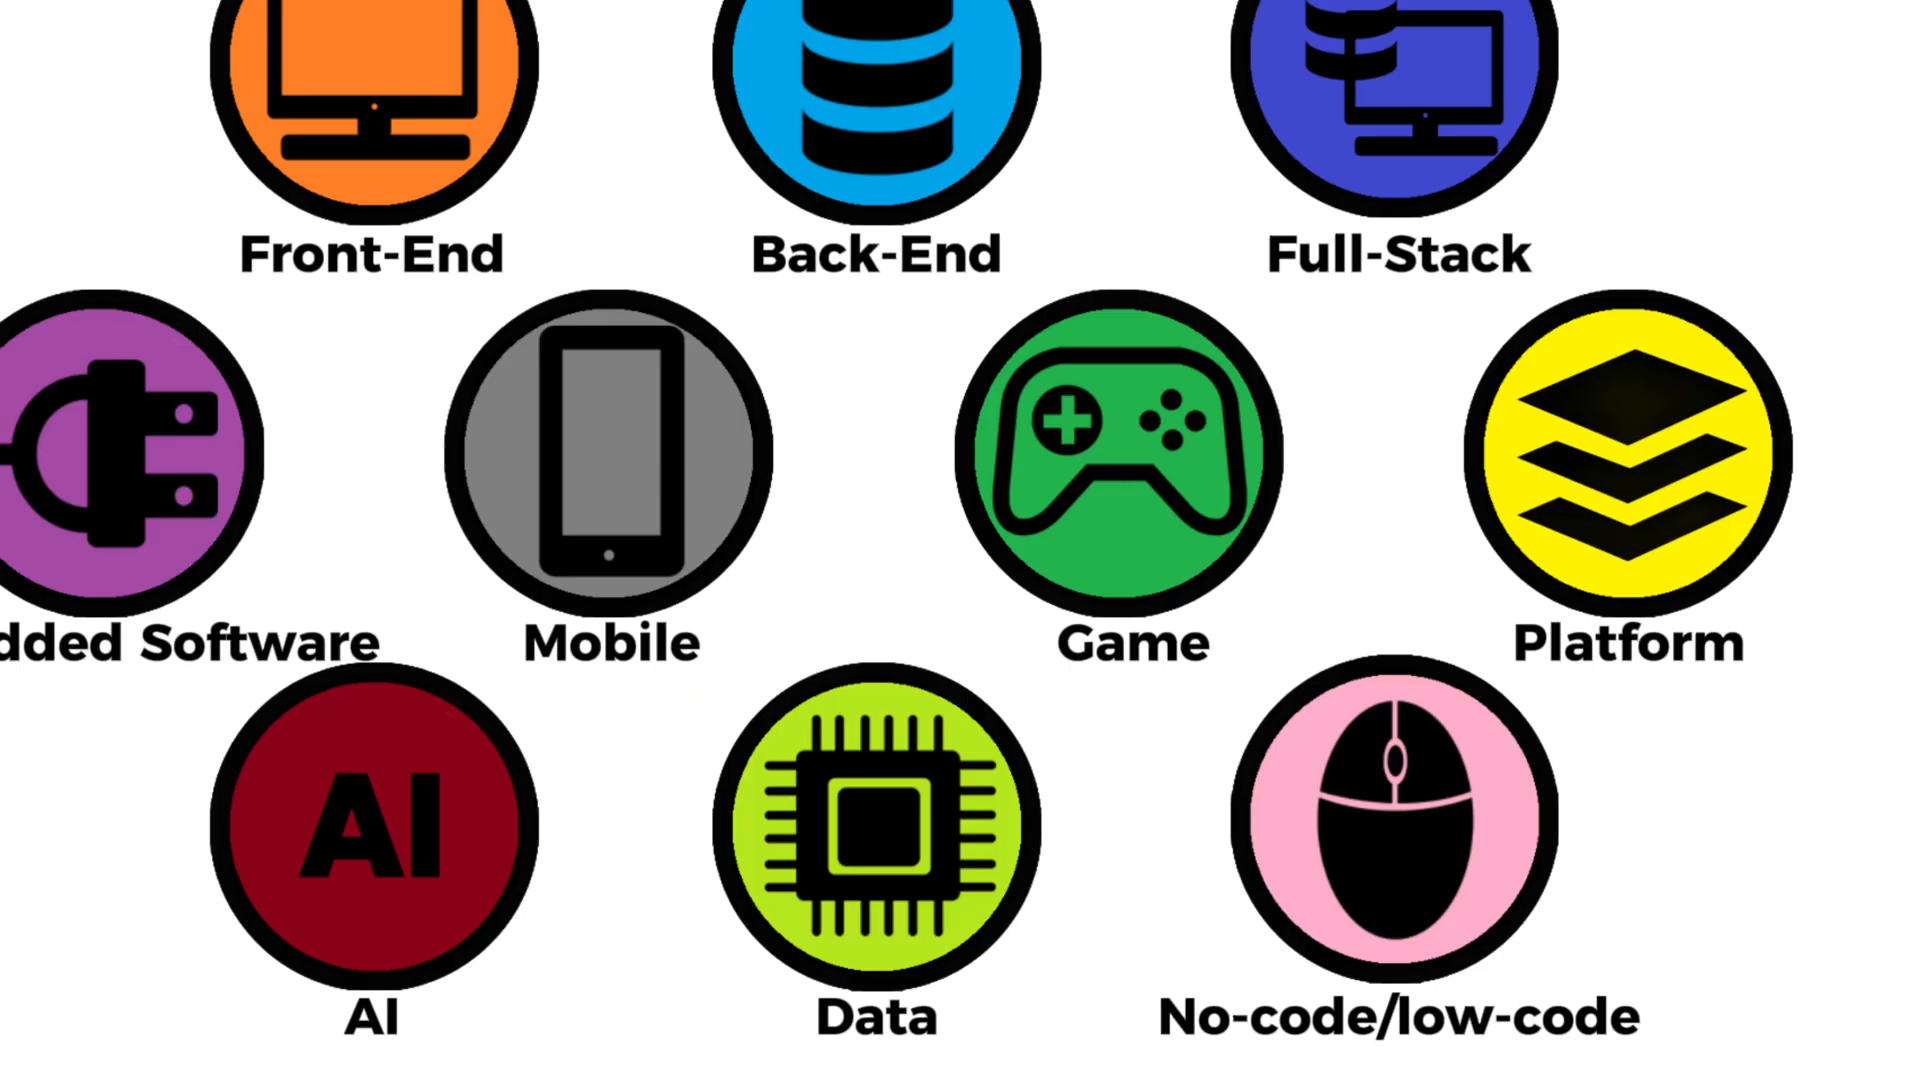 Front-End
Back-End
Full-Stack
dded Software
Mobile
Game
Platform
AI
AI
Data
No-code/low-code